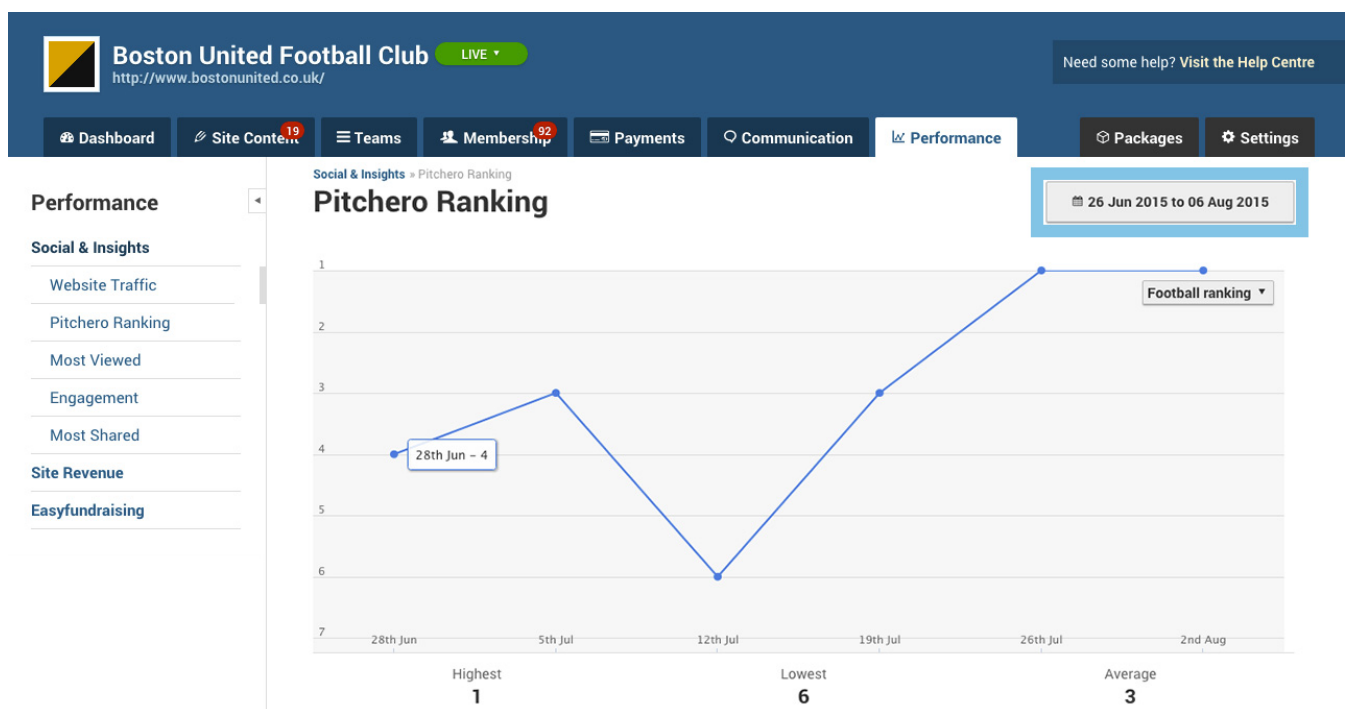 Boston United Football Club LIVE
http://www.bostonunited.co.uk/
Need some help? Visit the Help Centre
Dashboard
Site Content 19
Teams
Membership 92
Payments
Communication
Performance
Packages
Settings
Performance
Social & Insights
Website Traffic
Pitchero Ranking
Most Viewed
Engagement
Most Shared
Site Revenue
Easyfundraising
Social & Insights » Pitchero Ranking
Pitchero Ranking
26 Jun 2015 to 06 Aug 2015
Football ranking
1
2
3
4
5
6
7
28th Jun – 4
28th Jun 5th Jul 12th Jul 19th Jul 26th Jul 2nd Aug
Highest
1
Lowest
6
Average
3